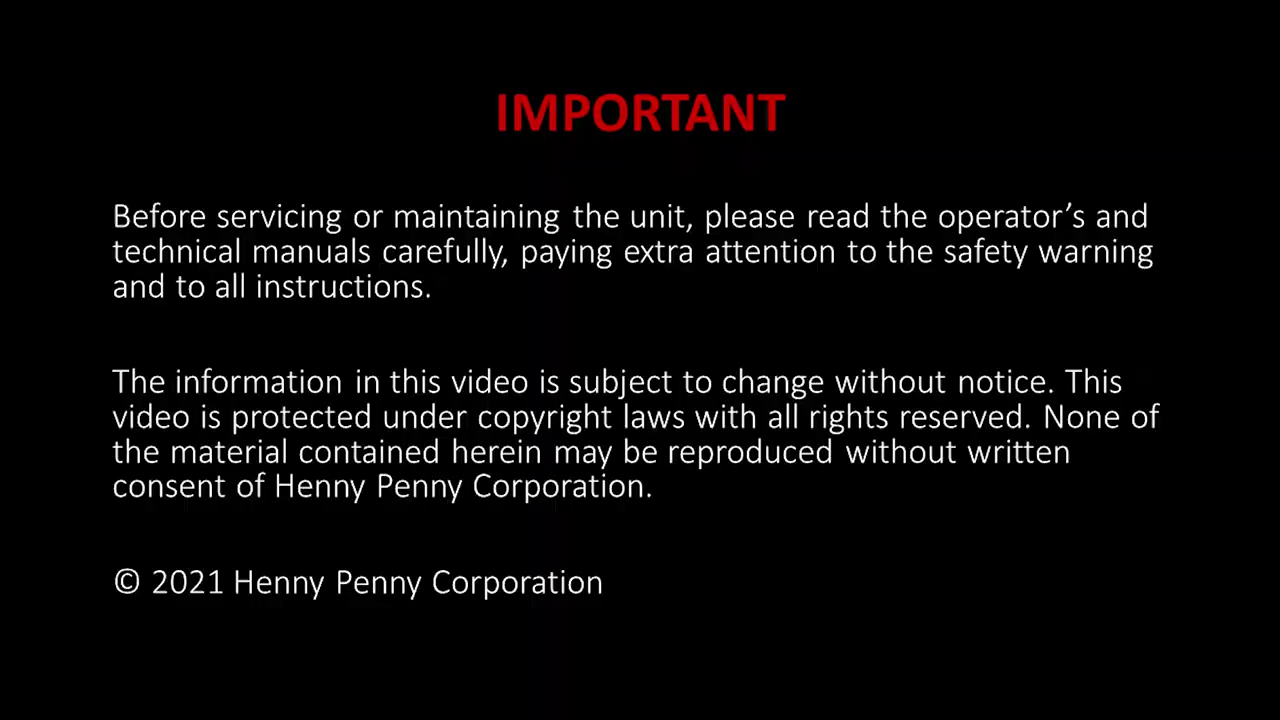 IMPORTANT
Before servicing or maintaining the unit, please read the operator’s and
technical manuals carefully, paying extra attention to the safety warning
and to all instructions.
The information in this video is subject to change without notice. This
video is protected under copyright laws with all rights reserved. None of
the material contained herein may be reproduced without written
consent of Henny Penny Corporation.
© 2021 Henny Penny Corporation